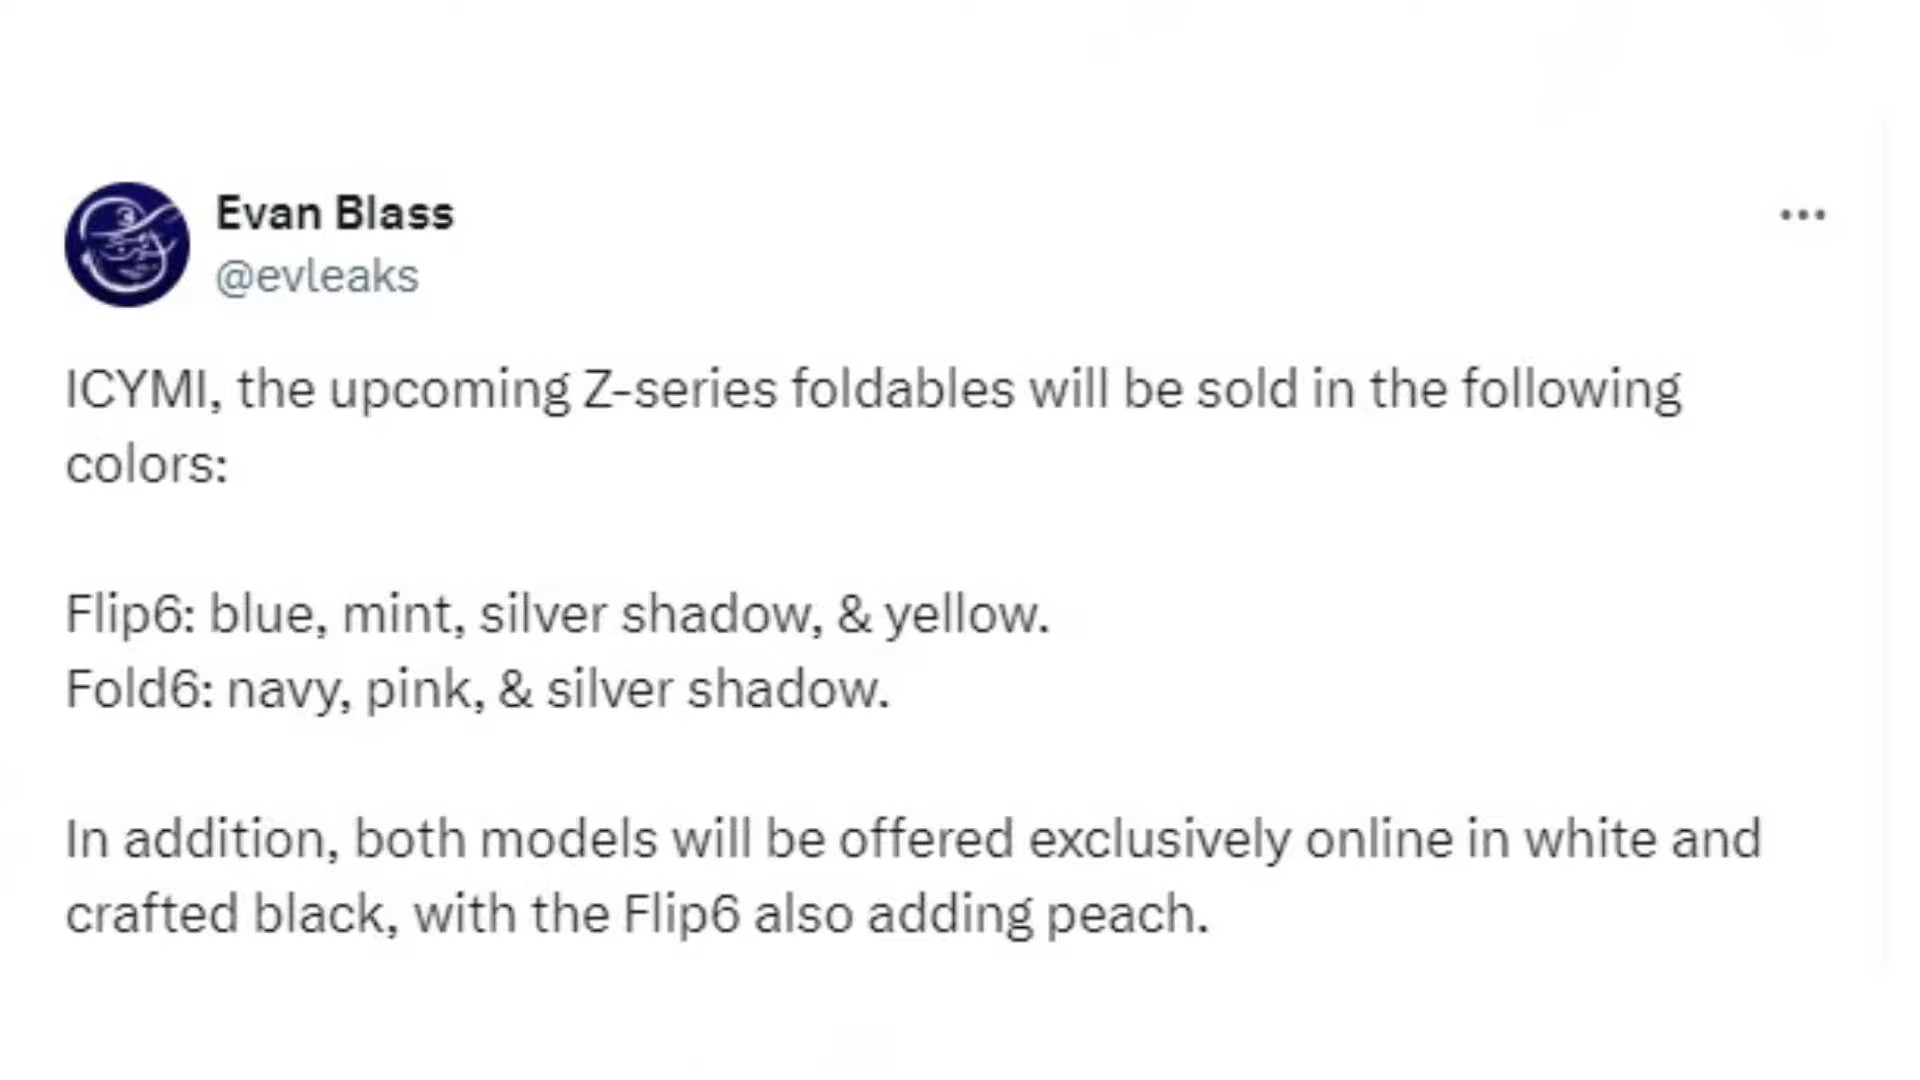 Evan Blass
@evleaks
ICYMI, the upcoming Z-series foldables will be sold in the following
colors:
Flip6: blue, mint, silver shadow, & yellow.
Fold6: navy, pink, & silver shadow.
In addition, both models will be offered exclusively online in white and
crafted black, with the Flip6 also adding peach.